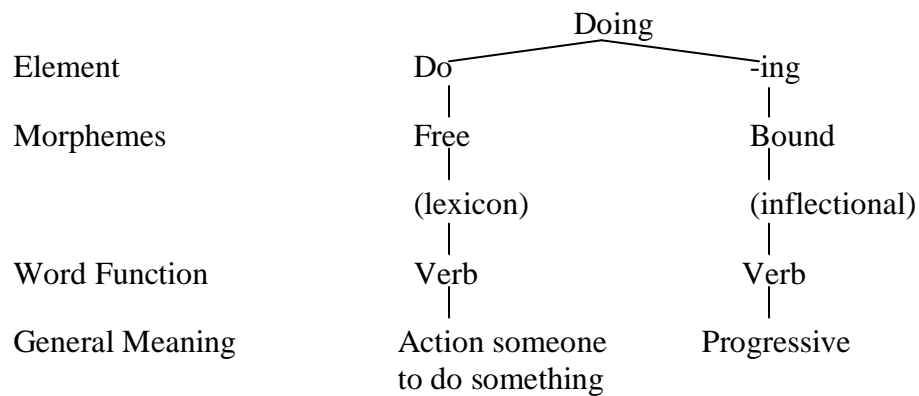 Doing
Element Do -ing
Morphemes Free Bound
(lexicon) (inflectional)
Word Function Verb Verb
General Meaning Action someone Progressive
to do something